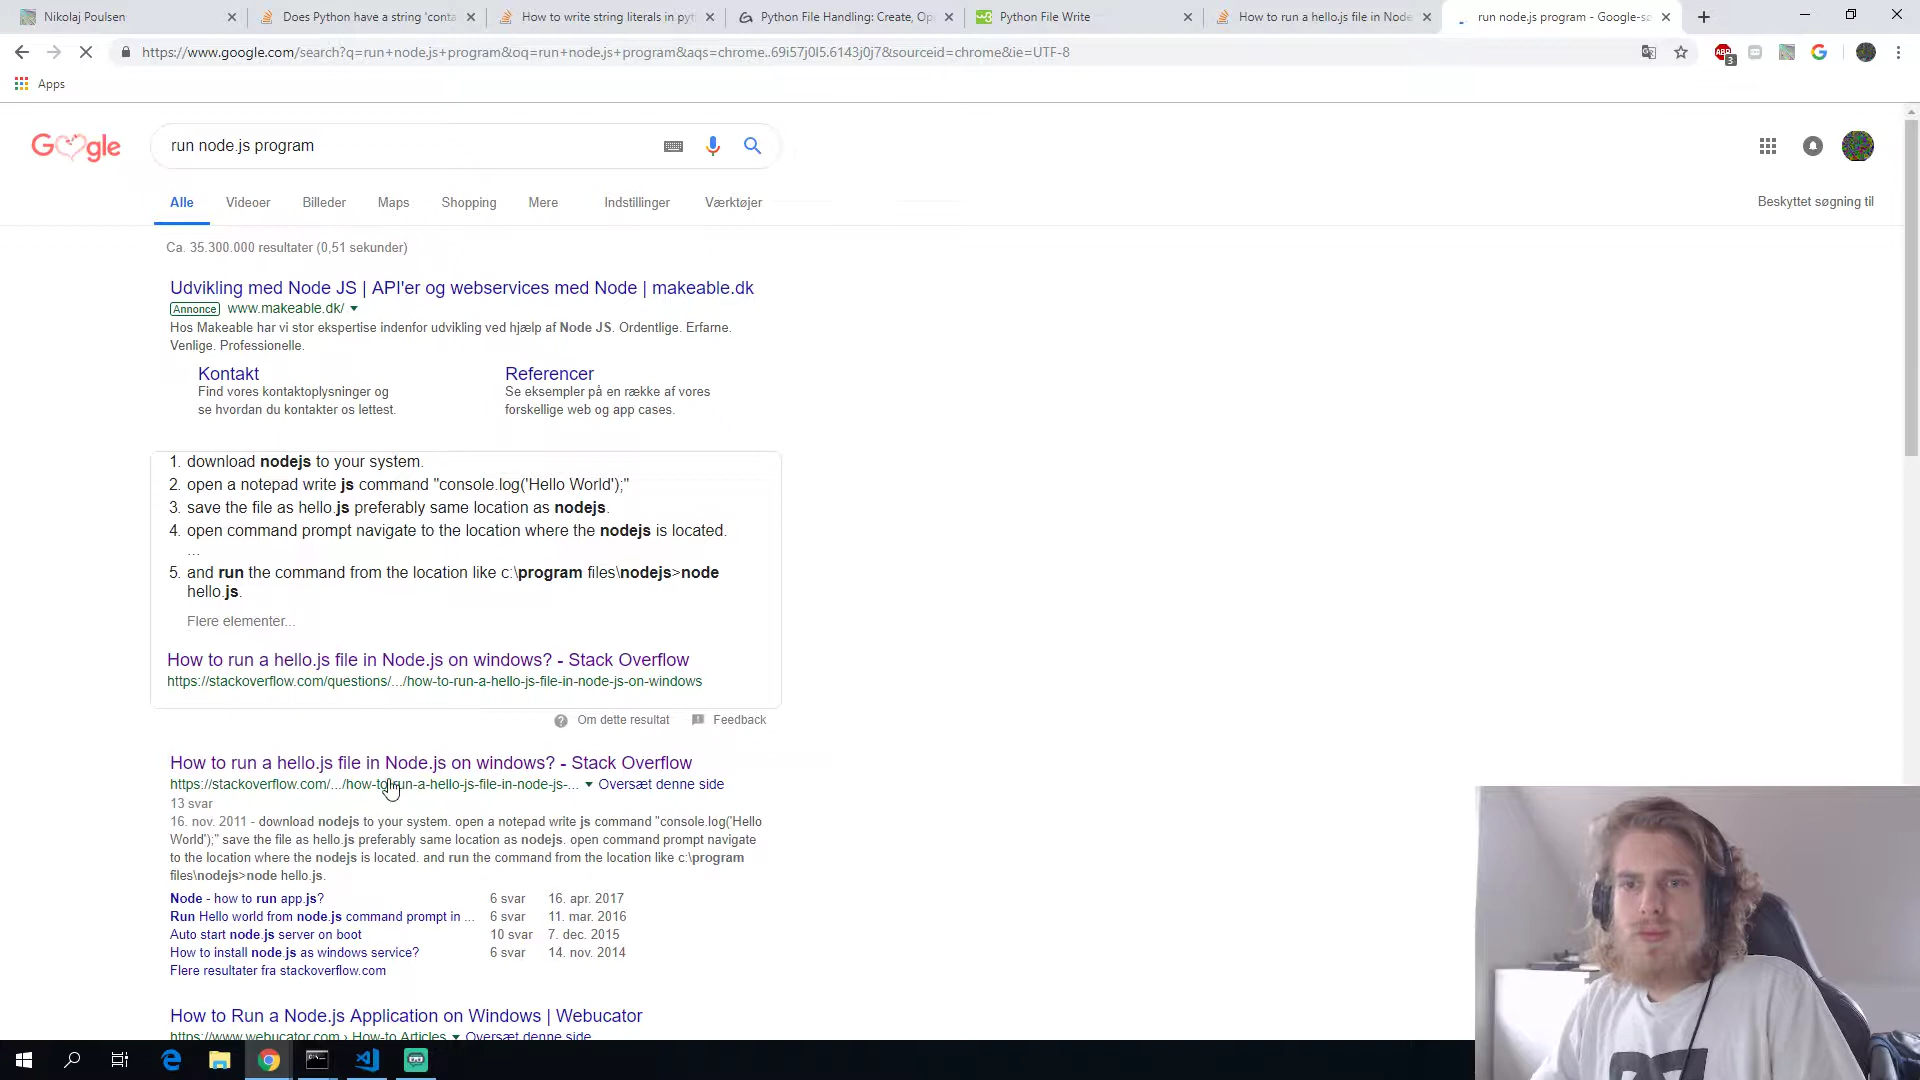 Nikolaj Poulsen
Does Python have a string 'conta
How to write string literals in pyt
Python File Handling: Create, Op
Python File Write
How to run a hello.js file in Node
run node.js program - Google-sø
https://www.google.com/search?q=run+node.js+program&oq=run+node.js+program&aqs=chrome..69i57j0l5.6143j0j7&sourceid=chrome&ie=UTF-8
ABP
3
Apps
Google
run node.js program
Alle
Videoer
Billeder
Maps
Shopping
Mere
Indstillinger
Værktøjer
Beskyttet søgning til
Ca. 35.300.000 resultater (0,51 sekunder)
Udvikling med Node JS | API'er og webservices med Node | makeable.dk
Annonce www.makeable.dk/
Hos Makeable har vi stor ekspertise indenfor udvikling ved hjælp af Node JS. Ordentlige. Erfarne.
Venlige. Professionelle.
Kontakt
Find vores kontaktoplysninger og
se hvordan du kontakter os lettest.
Referencer
Se eksempler på en række af vores
forskellige web og app cases.
1. download nodejs to your system.
2. open a notepad write js command "console.log('Hello World');"
3. save the file as hello.js preferably same location as nodejs.
4. open command prompt navigate to the location where the nodejs is located.
...
5. and run the command from the location like c:\program files\nodejs>node
hello.js.
Flere elementer...
How to run a hello.js file in Node.js on windows? - Stack Overflow
https://stackoverflow.com/questions/.../how-to-run-a-hello-js-file-in-node-js-on-windows
Om dette resultat
Feedback
How to run a hello.js file in Node.js on windows? - Stack Overflow
https://stackoverflow.com/.../how-to-run-a-hello-js-file-in-node-js-... Oversæt denne side
13 svar
16. nov. 2011 - download nodejs to your system. open a notepad write js command "console.log('Hello
World');" save the file as hello.js preferably same location as nodejs. open command prompt navigate
to the location where the nodejs is located. and run the command from the location like c:\program
files\nodejs>node hello.js.
Node - how to run app.js? 6 svar 16. apr. 2017
Run Hello world from node.js command prompt in ... 6 svar 11. mar. 2016
Auto start node.js server on boot 10 svar 7. dec. 2015
How to install node.js as windows service? 6 svar 14. nov. 2014
Flere resultater fra stackoverflow.com
How to Run a Node.js Application on Windows | Webucator
https://www.webucator.com › How-to Articles Oversæt denne side